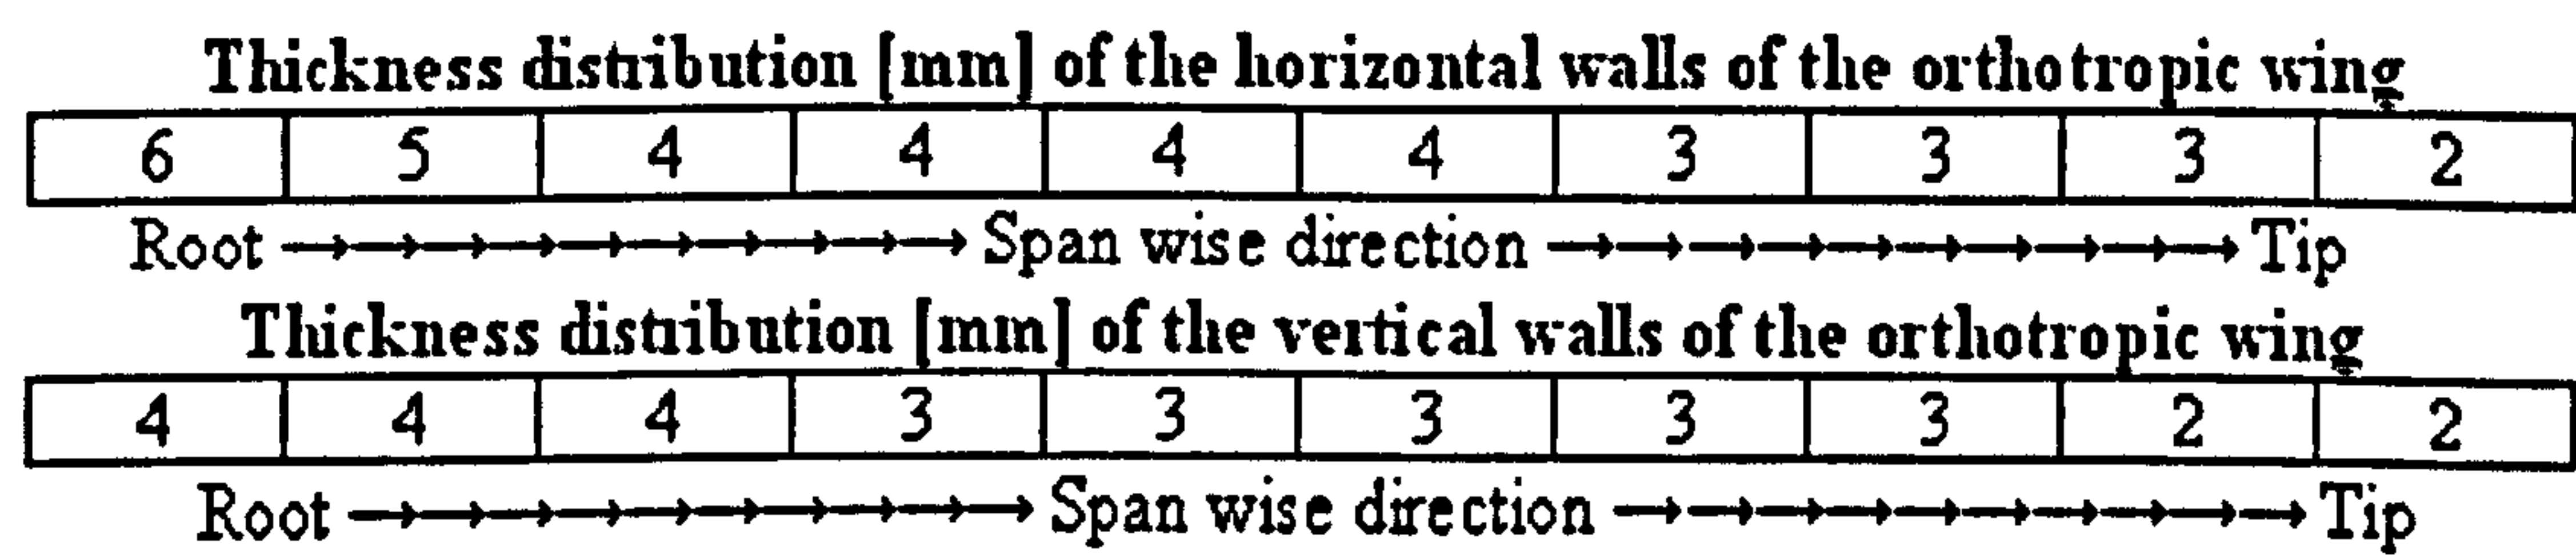 Thickness distribution [mm] of the horizontal walls of the orthotropic wing
6 5 4 4 4 4 3 3 3 2
Root Span wise direction Tip
Thickness distribution [mm] of the vertical walls of the orthotropic wing
4 4 4 3 3 3 3 3 2 2
Root Span wise direction Tip